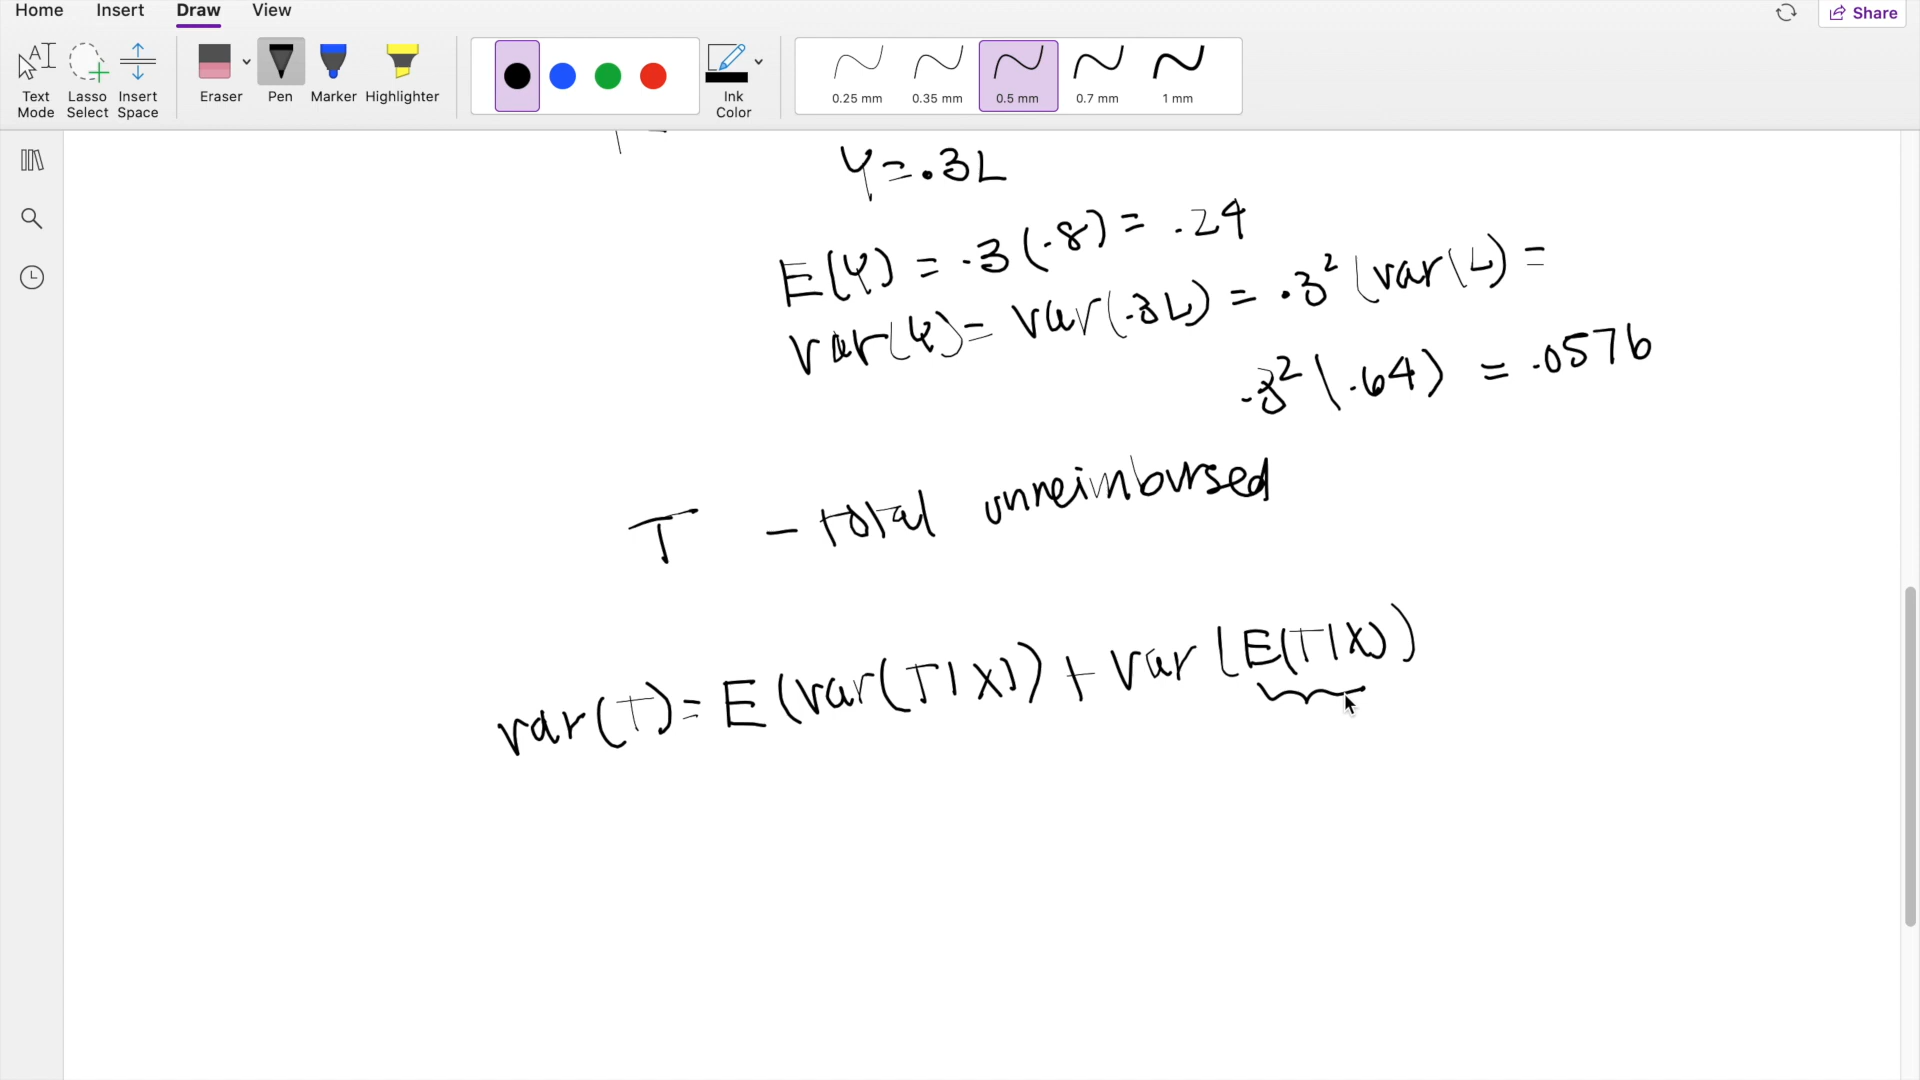 Home Insert Draw View Share
Text Mode Lasso Select Insert Space Eraser Pen Marker Highlighter Ink Color 0.25 mm 0.35 mm 0.5 mm 0.7 mm 1 mm
Y = .3L
E(Y) = .3(.8) = .24
var(Y) = var(.3L) = .3²(var(L) =
.3²(.64) = .0576
T - total unreimbursed
var(T) = E(var(T|X)) + var(E(T|X))